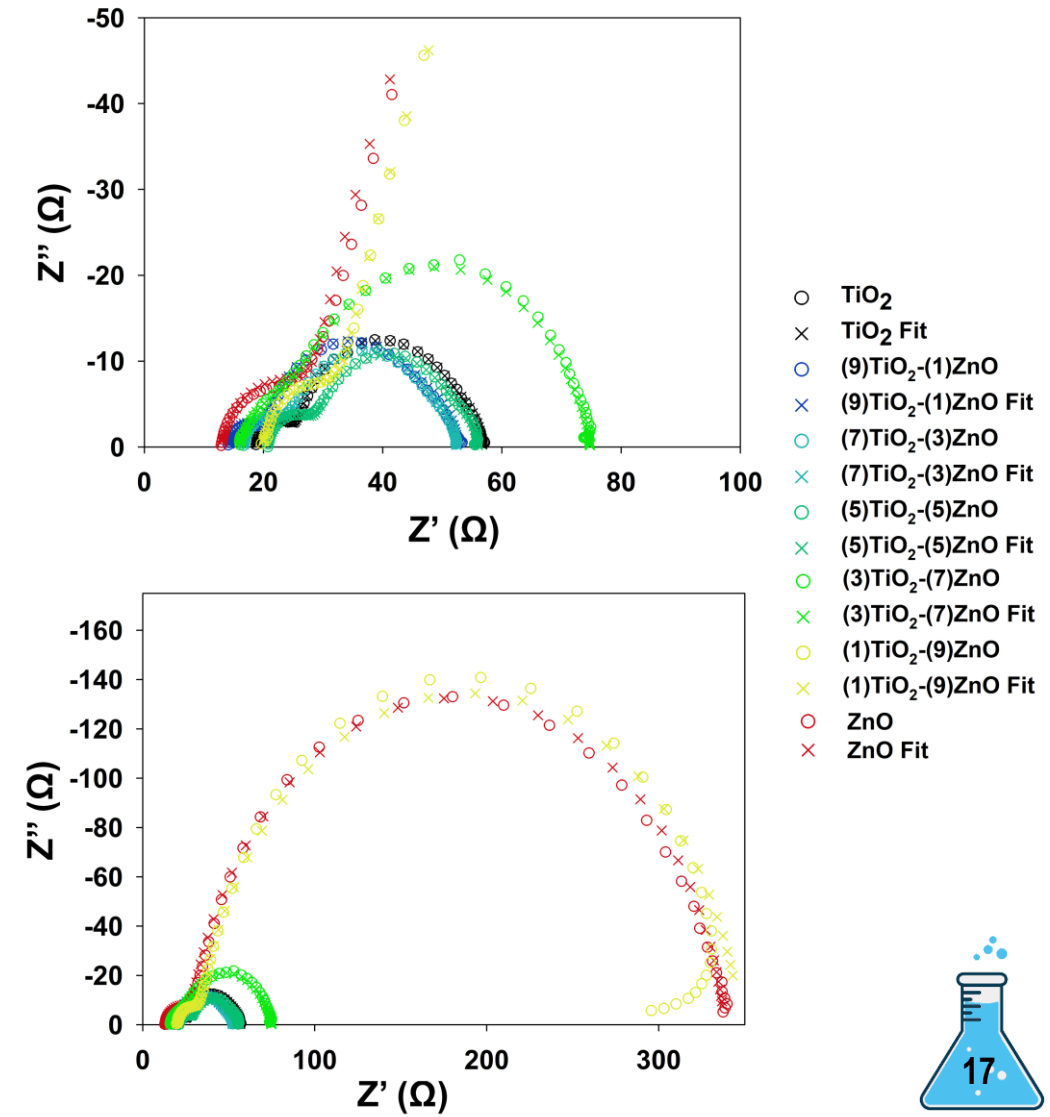 -50
-40
-30
-20
-10
0
Z’’ (Ω)
0 20 40 60 80 100
Z’ (Ω)
-160
-140
-120
-100
-80
-60
-40
-20
0
Z’’ (Ω)
0 100 200 300
Z’ (Ω)
TiO₂
TiO₂ Fit
(9)TiO₂-(1)ZnO
(9)TiO₂-(1)ZnO Fit
(7)TiO₂-(3)ZnO
(7)TiO₂-(3)ZnO Fit
(5)TiO₂-(5)ZnO
(5)TiO₂-(5)ZnO Fit
(3)TiO₂-(7)ZnO
(3)TiO₂-(7)ZnO Fit
(1)TiO₂-(9)ZnO
(1)TiO₂-(9)ZnO Fit
ZnO
ZnO Fit
17